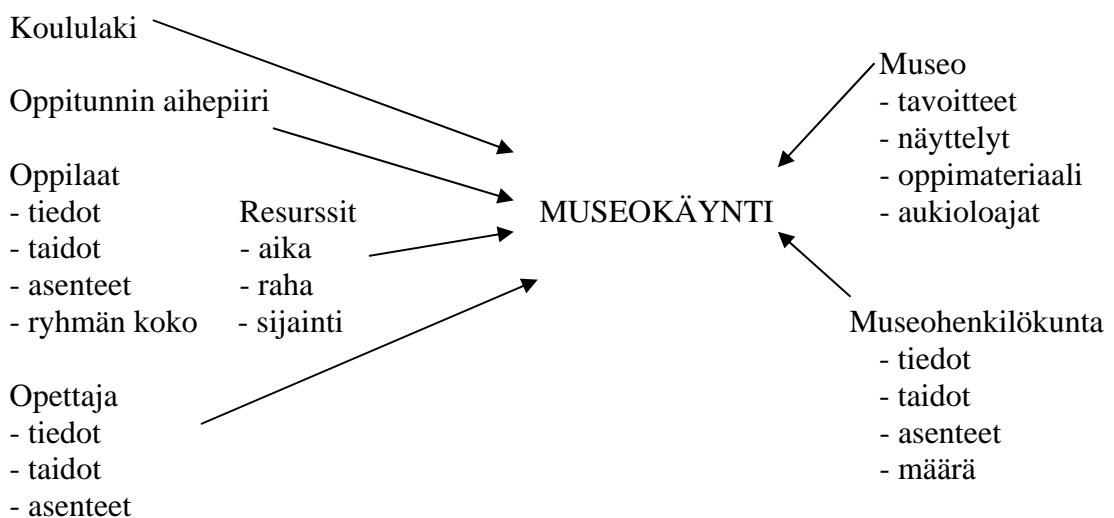 Koululaki
Oppitunnin aihepiiri
Oppilaat
- tiedot
- taidot
- asenteet
- ryhmän koko
Resurssit
- aika
- raha
- sijainti
Opettaja
- tiedot
- taidot
- asenteet
MUSEOKÄYNTI
Museo
- tavoitteet
- näyttelyt
- oppimateriaali
- aukioloajat
Museohenkilökunta
- tiedot
- taidot
- asenteet
- määrä